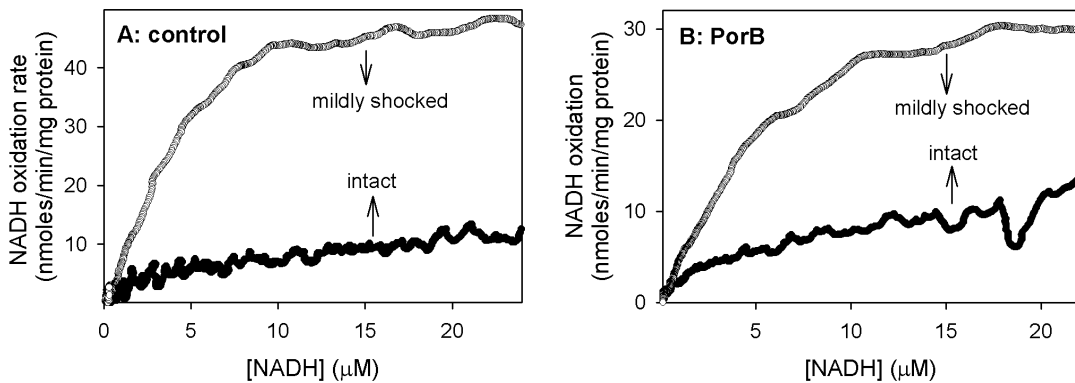 A: control
NADH oxidation rate
(nmoles/min/mg protein)
40
30
20
10
mildly shocked
intact
0
5
10
15
20
[NADH] (μM)
B: PorB
NADH oxidation
(nmoles/min/mg protein)
30
20
10
0
mildly shocked
intact
5
10
15
20
[NADH] (μM)